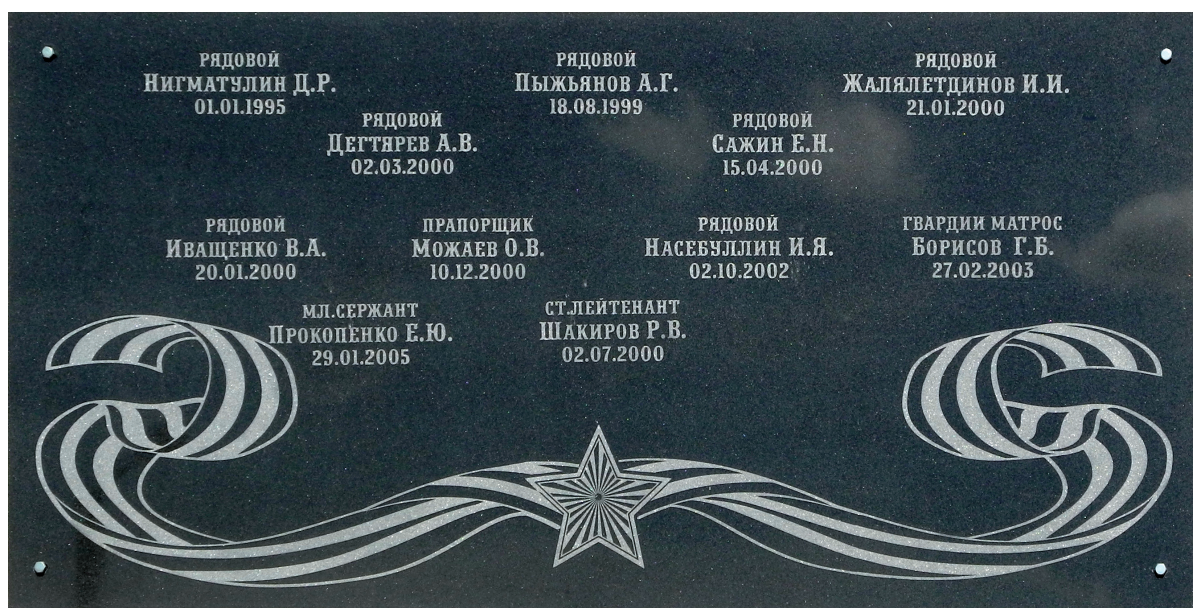 РЯДОВОЙ
НИГМАТУЛИН Д.Р.
01.01.1995
РЯДОВОЙ
ПЫЖЬЯНОВ А.Г.
18.08.1999
РЯДОВОЙ
ЖАЛЯЛЕТДИНОВ И.И.
21.01.2000
РЯДОВОЙ
ДЕГТЯРЕВ А.В.
02.03.2000
РЯДОВОЙ
САЖИН Е.Н.
15.04.2000
РЯДОВОЙ
ИВАЩЕНКО В.А.
20.01.2000
ПРАПОРЩИК
МОЖАЕВ О.В.
10.12.2000
РЯДОВОЙ
НАСЕБУЛЛИН И.Я.
02.10.2002
ГВАРДИИ МАТРОС
БОРИСОВ Г.Б.
27.02.2003
МЛ.СЕРЖАНТ
ПРОКОПЕНКО Е.Ю.
29.01.2005
СТ.ЛЕЙТЕНАНТ
ШАКИРОВ Р.В.
02.07.2000